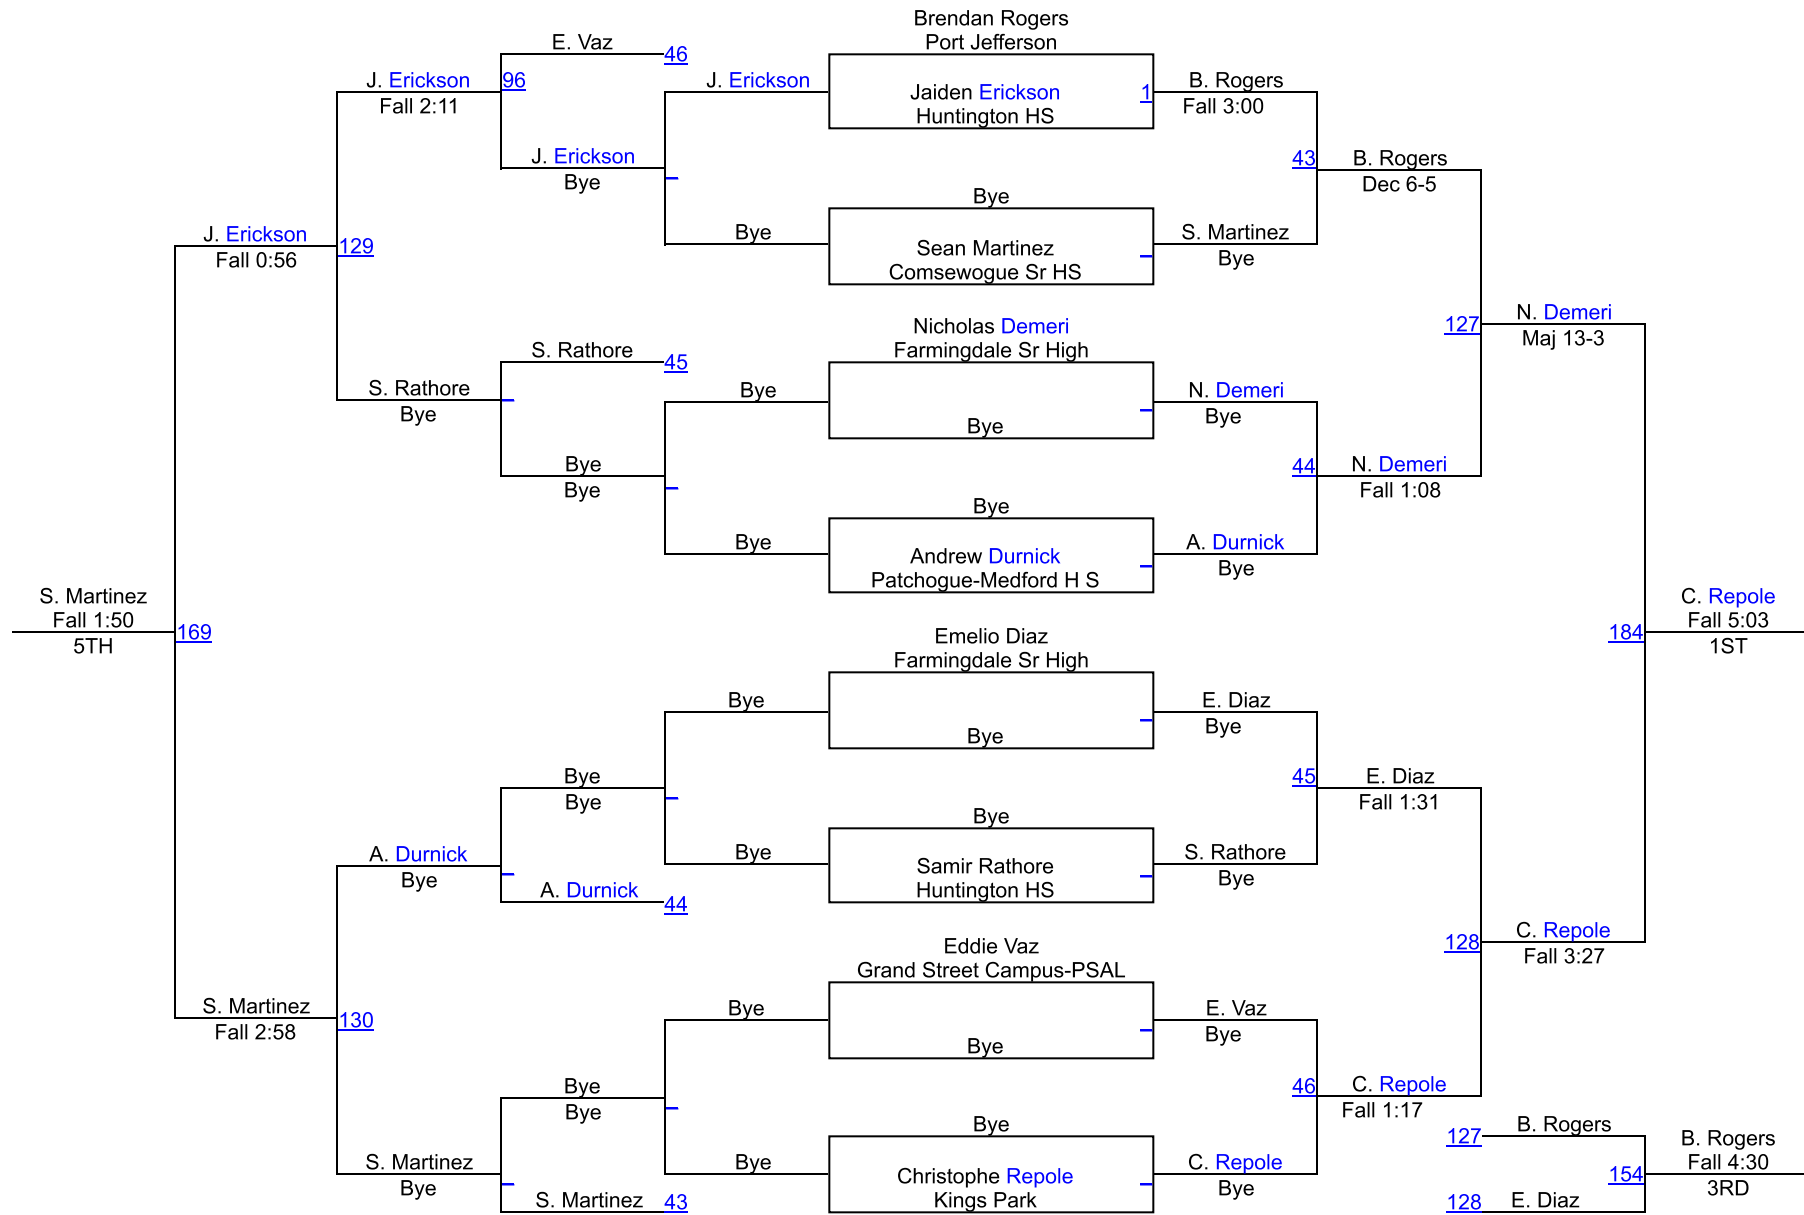 Brendan Rogers
Port Jefferson
E. Vaz
46
J. Erickson
96
Fall 2:11
J. Erickson
Jaiden Erickson
1
Huntington HS
B. Rogers
Fall 3:00
J. Erickson
Bye
43
B. Rogers
Dec 6-5
Bye
Bye
Sean Martinez
Comsewogue Sr HS
S. Martinez
Bye
J. Erickson
129
Fall 0:56
Nicholas Demeri
Farmingdale Sr High
127
N. Demeri
Maj 13-3
S. Rathore
45
S. Rathore
Bye
Bye
Bye
N. Demeri
Bye
Bye
Bye
44
N. Demeri
Fall 1:08
Bye
Bye
Andrew Durnick
Patchogue-Medford H S
A. Durnick
Bye
S. Martinez
Fall 1:50
169
5TH
Emelio Diaz
Farmingdale Sr High
184
C. Repole
Fall 5:03
1ST
Bye
Bye
E. Diaz
Bye
Bye
Bye
45
E. Diaz
Fall 1:31
Bye
A. Durnick
Bye
Bye
Samir Rathore
Huntington HS
S. Rathore
Bye
A. Durnick
44
Eddie Vaz
Grand Street Campus-PSAL
128
C. Repole
Fall 3:27
S. Martinez
130
Fall 2:58
Bye
Bye
E. Vaz
Bye
Bye
Bye
46
C. Repole
Fall 1:17
Bye
S. Martinez
Bye
Bye
Christophe Repole
Kings Park
C. Repole
Bye
S. Martinez
43
127
B. Rogers
154
B. Rogers
Fall 4:30
3RD
128
E. Diaz